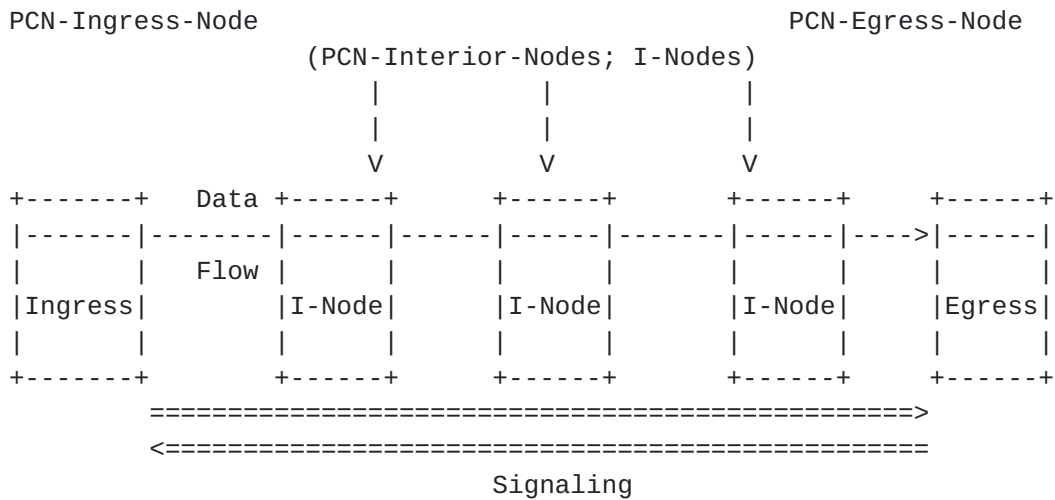 PCN-Ingress-Node                                  PCN-Egress-Node
                   (PCN-Interior-Nodes; I-Nodes)
                       |          |            |
                       |          |            |
                       V          V            V
+-------+   Data +------+      +------+       +------+     +------+
|-------|--------|------|------|------|-------|------|---->|------|
|       |   Flow |      |      |      |       |      |     |      |
|Ingress|        |I-Node|      |I-Node|       |I-Node|     |Egress|
|       |        |      |      |      |       |      |     |      |
+-------+        +------+      +------+       +------+     +------+
         =================================================>
         <=================================================
                               Signaling